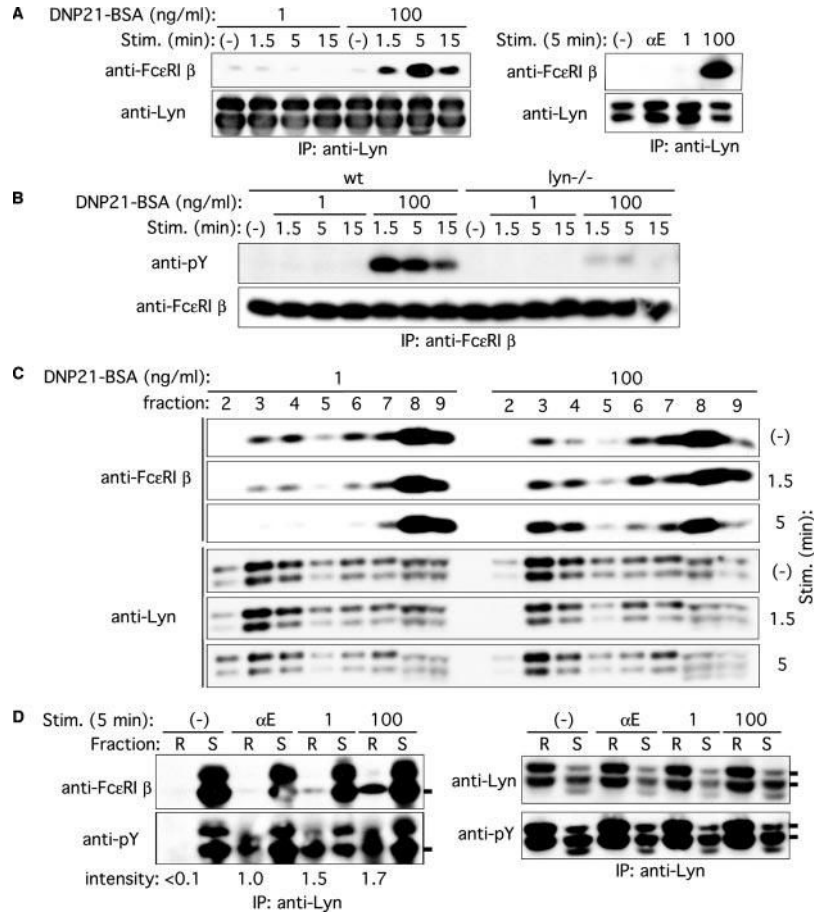 A
DNP21-BSA (ng/ml): 1 100
Stim. (min): (-) 1.5 5 15 (-) 1.5 5 15
anti-FcεRI β
anti-Lyn
IP: anti-Lyn
Stim. (5 min): (-) αE 1 100
anti-FcεRI β
anti-Lyn
IP: anti-Lyn
B
wt lyn-/-
DNP21-BSA (ng/ml): 1 100 1 100
Stim. (min): (-) 1.5 5 15 1.5 5 15 (-) 1.5 5 15 1.5 5 15
anti-pY
anti-FcεRI β
IP: anti-FcεRI β
C
DNP21-BSA (ng/ml): 1 100
fraction: 2 3 4 5 6 7 8 9 2 3 4 5 6 7 8 9
anti-FcεRI β
(-)
1.5
5
anti-Lyn
(-)
1.5
5
Stim. (min):
D
Stim. (5 min): (-) αE 1 100
Fraction: R S R S R S R S
anti-FcεRI β
anti-pY
intensity: <0.1 1.0 1.5 1.7
IP: anti-Lyn
(-) αE 1 100
R S R S R S R S
anti-Lyn
anti-pY
IP: anti-Lyn